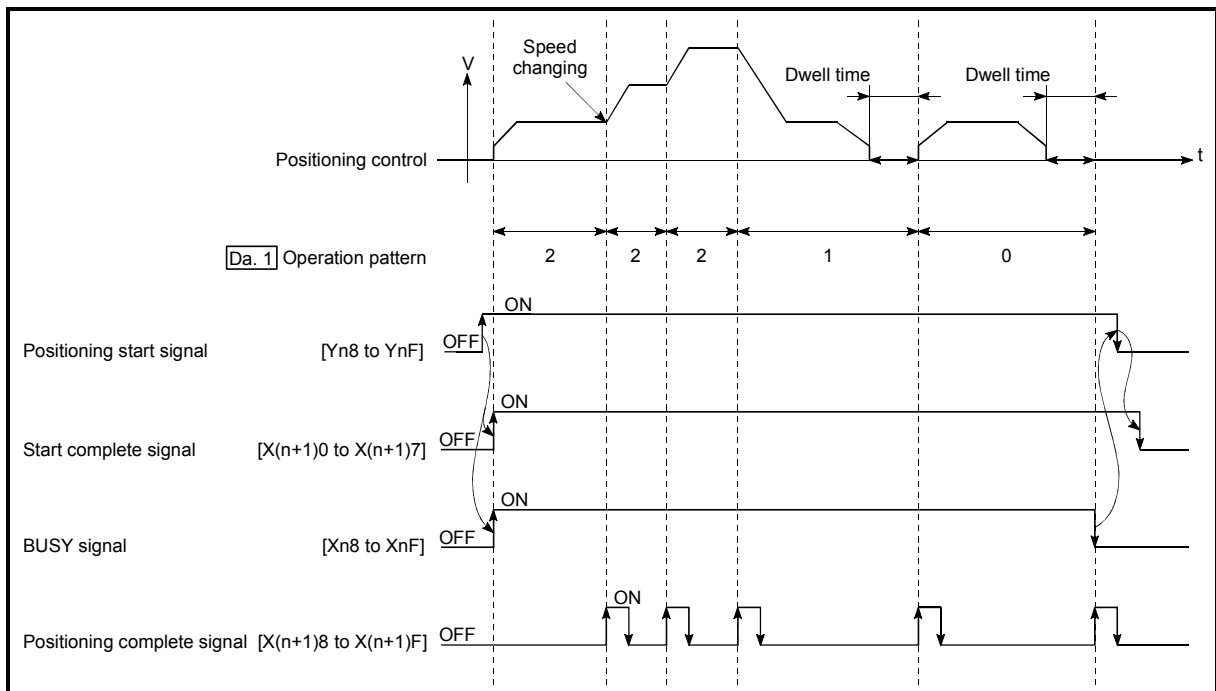 Speed
changing
V
Dwell time
Dwell time
Positioning control
t
Da. 1 Operation pattern
2
2
2
1
0
ON
Positioning start signal [Yn8 to YnF] OFF
ON
Start complete signal [X(n+1)0 to X(n+1)7] OFF
ON
BUSY signal [Xn8 to XnF] OFF
ON
Positioning complete signal [X(n+1)8 to X(n+1)F] OFF